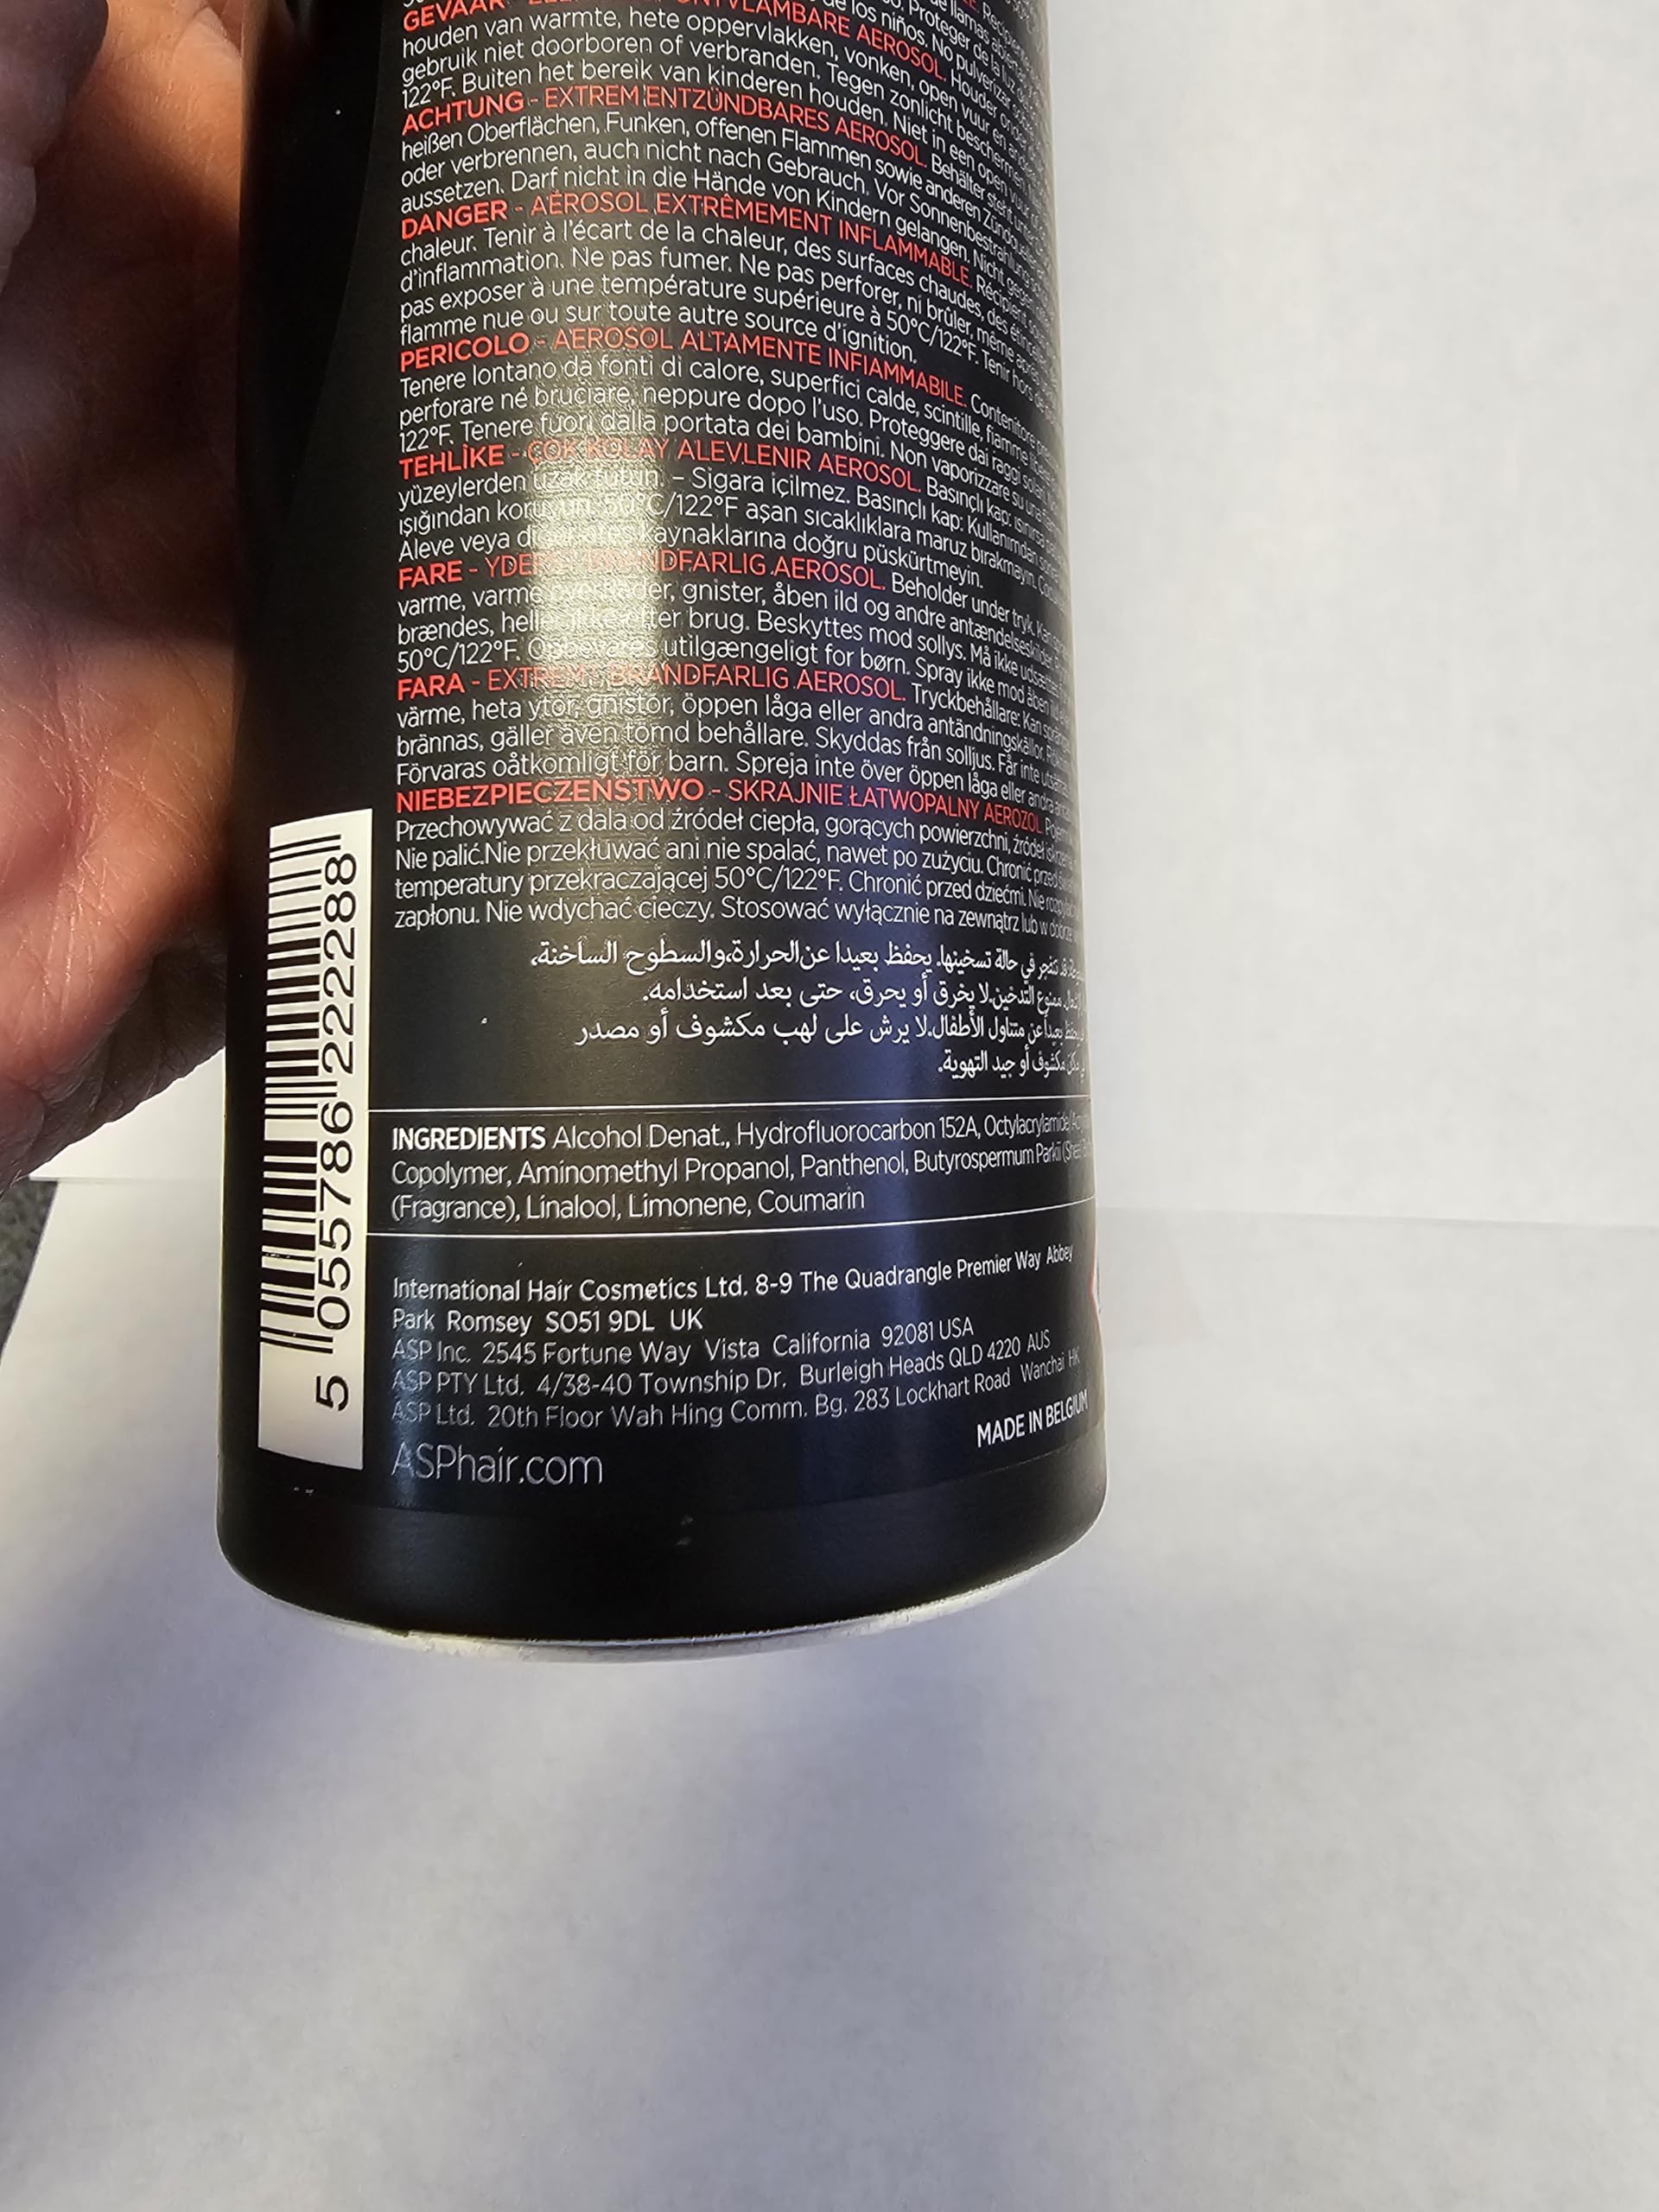 GEVAAR - ONTVLAMBARE AEROSOL. Houder onder
houden van warmte, hete oppervlakken, vonken, open vuur en andere
gebruik niet doorboren of verbranden. Tegen zonlicht beschermen.
122°F. Buiten het bereik van kinderen houden. Niet in een open vuur
ACHTUNG - EXTREM ENTZÜNDBARES AEROSOL. Behälter steht unter
heißen Oberflächen, Funken, offenen Flammen sowie anderen
oder verbrennen, auch nicht nach Gebrauch. Vor Sonnenbestrahlung
aussetzen. Darf nicht in die Hände von Kindern gelangen. Nicht gegen
DANGER - AÉROSOL EXTRÊMEMENT INFLAMMABLE. Récipient
chaleur. Tenir à l'écart de la chaleur, des surfaces chaudes, des
d'inflammation. Ne pas fumer. Ne pas perforer, ni brûler, même après
pas exposer à une température supérieure à 50°C/122°F. Tenir hors de
flamme nue ou sur toute autre source d'ignition.
PERICOLO - AEROSOL ALTAMENTE INFIAMMABILE. Contenitore
Tenere lontano da fonti di calore, superfici calde, scintille, fiamme
perforare né bruciare, neppure dopo l'uso. Proteggere dai raggi solari.
122°F. Tenere fuori dalla portata dei bambini. Non vaporizzare su una
TEHLİKE - ÇOK KOLAY ALEVLENIR AEROSOL. Basınçlı kap:
yüzeylerden uzak tutun. – Sigara içilmez. Basınçlı kap: Kullanımdan
ışığından koruyun. 50°C/122°F aşan sıcaklıklara maruz bırakmayın.
Aleve veya kaynaklarına doğru püskürtmeyin.
FARE - BRANDFARLIG AEROSOL. Beholder under tryk.
varme, varme gnister, åben ild og andre antændelseskilder.
brændes, heller ikke efter brug. Beskyttes mod sollys. Må ikke
50°C/122°F. Opbevares utilgængeligt for børn. Spray ikke mod åben
FARA - EXTREMT BRANDFARLIG AEROSOL. Tryckbehållare: Kan
värme, heta ytor, gnistor, öppen låga eller andra antändningskällor.
brännas, gäller även tömd behållare. Skyddas från solljus. Får inte
Förvaras oåtkomligt för barn. Spreja inte över öppen låga eller andra
NIEBEZPIECZEŃSTWO - SKRAJNIE ŁATWOPALNY AEROZOL.
Przechowywać z dala od źródeł ciepła, gorących powierzchni, źródeł
Nie palić.Nie przekłuwać ani nie spalać, nawet po zużyciu. Chronić przed
temperatury przekraczającej 50°C/122°F. Chronić przed dziećmi. Nie
zapłonu. Nie wdychać cieczy. Stosować wyłącznie na zewnątrz lub w
في حالة تسخينها. يحفظ بعيدا عن الحرارة،والسطوح الساخنة،
ممنوع التدخين.لا يخرق أو يحرق، حتى بعد استخدامه.
عن متناول الأطفال.لا يرش على لهب مكشوف أو مصدر
مكشوف أو جيد التهوية.
INGREDIENTS Alcohol Denat., Hydrofluorocarbon 152A, Octylacrylamide/
Copolymer, Aminomethyl Propanol, Panthenol, Butyrospermum Parkii
(Fragrance), Linalool, Limonene, Coumarin
International Hair Cosmetics Ltd. 8-9 The Quadrangle Premier Way Abbey
Park Romsey SO51 9DL UK
ASP Inc. 2545 Fortune Way Vista California 92081 USA
ASP PTY Ltd. 4/38-40 Township Dr. Burleigh Heads QLD 4220 AUS
ASP Ltd. 20th Floor Wah Hing Comm. Bg. 283 Lockhart Road Wanchai HK
MADE IN BELGIUM
ASPhair.com
5 055786 222288